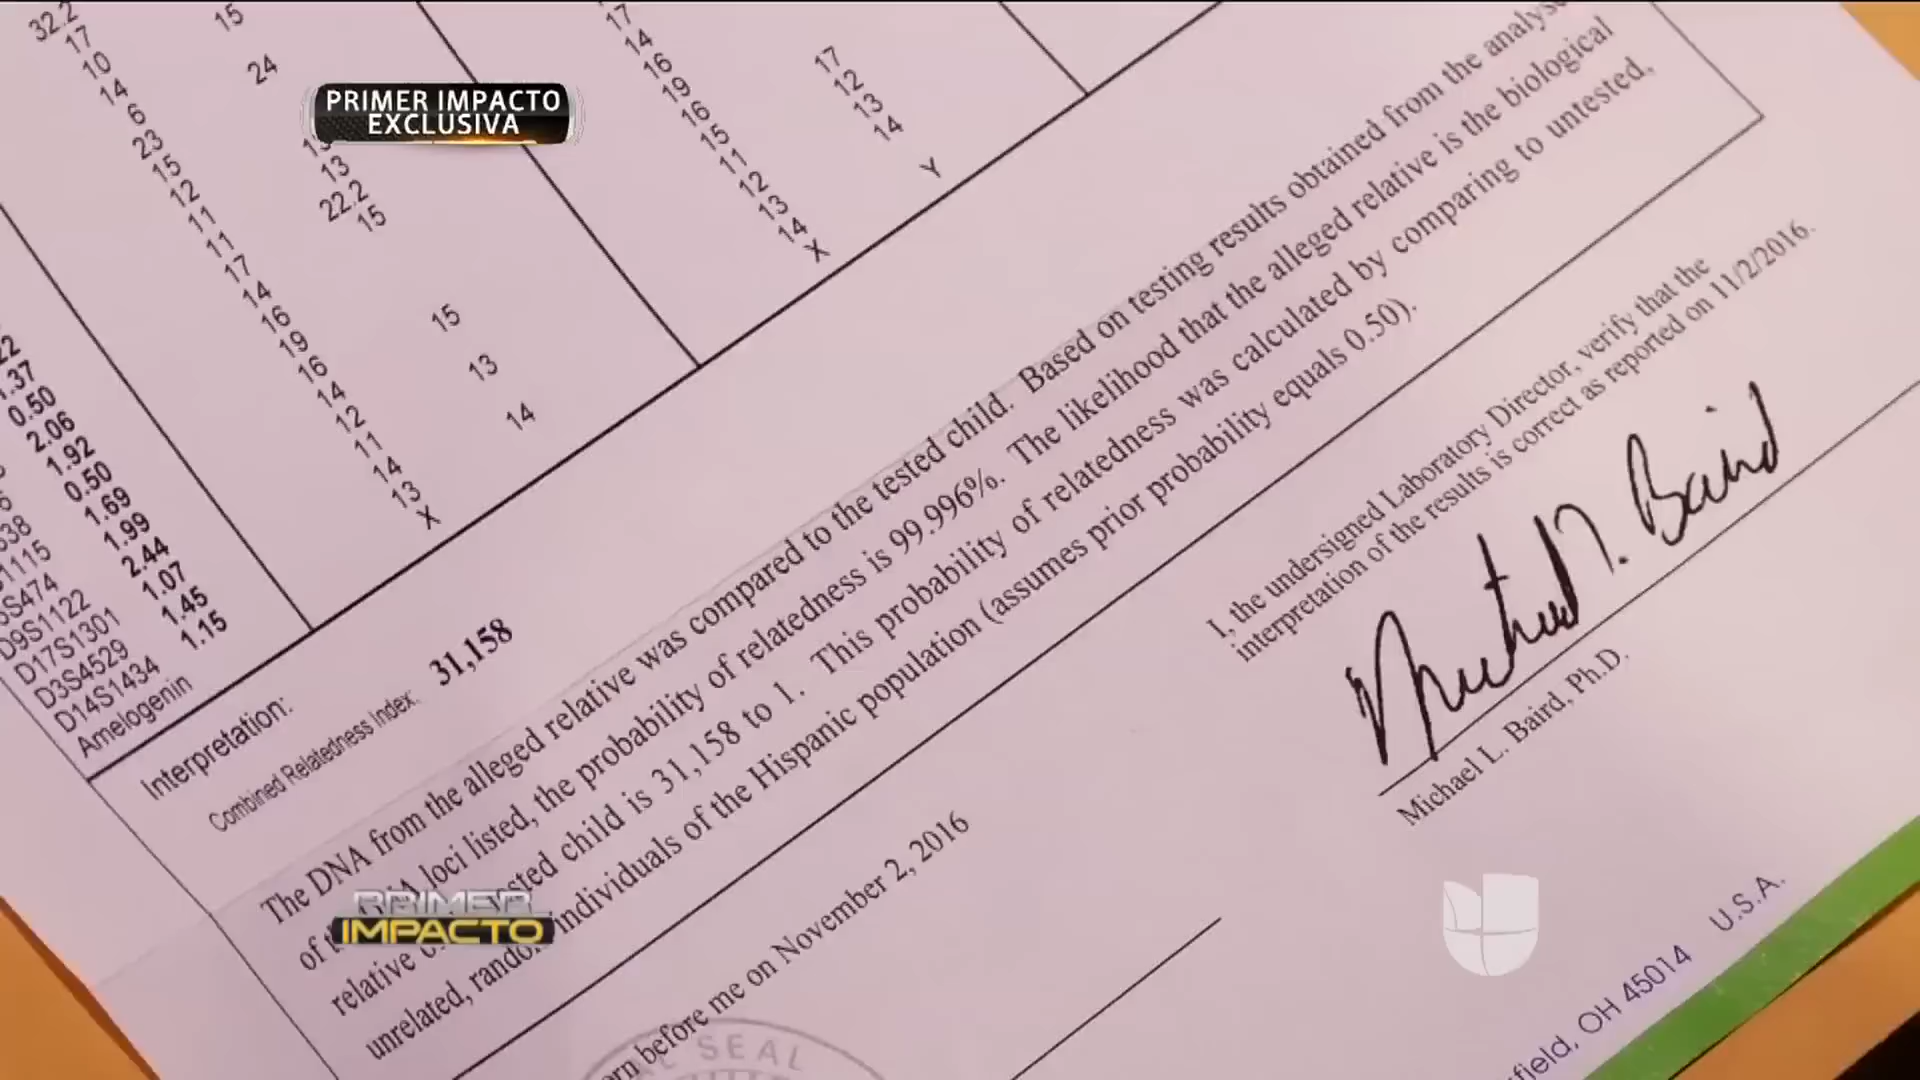 32.2
17
10
14
6
23
15
12
11
11
17
14
16
19
16
14
12
11
14
13
X
15
24
13
22.2
15
15
13
14
17
14
16
19
16
15
11
12
13
14
X
17
12
13
14
Y
PRIMER IMPACTO
EXCLUSIVA
0.50
2.06
1.92
0.50
1.69
1.99
2.44
D9S1122 1.07
D17S1301 1.45
D3S4529 1.15
D14S1434
Amelogenin
Interpretation:
Combined Relatedness Index: 31,158
The DNA from the alleged relative was compared to the tested child. Based on testing results obtained from the
of loci listed, the probability of relatedness is 99.996%. The likelihood that the alleged relative is the biological
relative child is 31,158 to 1. This probability of relatedness was calculated by comparing to untested,
unrelated, individuals of the Hispanic population (assumes prior probability equals 0.50).
I, the undersigned Laboratory Director, verify that the
interpretation of the results is correct as reported on 11/2/2016.
Michael L. Baird
Michael L. Baird, Ph.D.
before me on November 2, 2016
SEAL
PRIMER
IMPACTO
OH 45014 U.S.A.